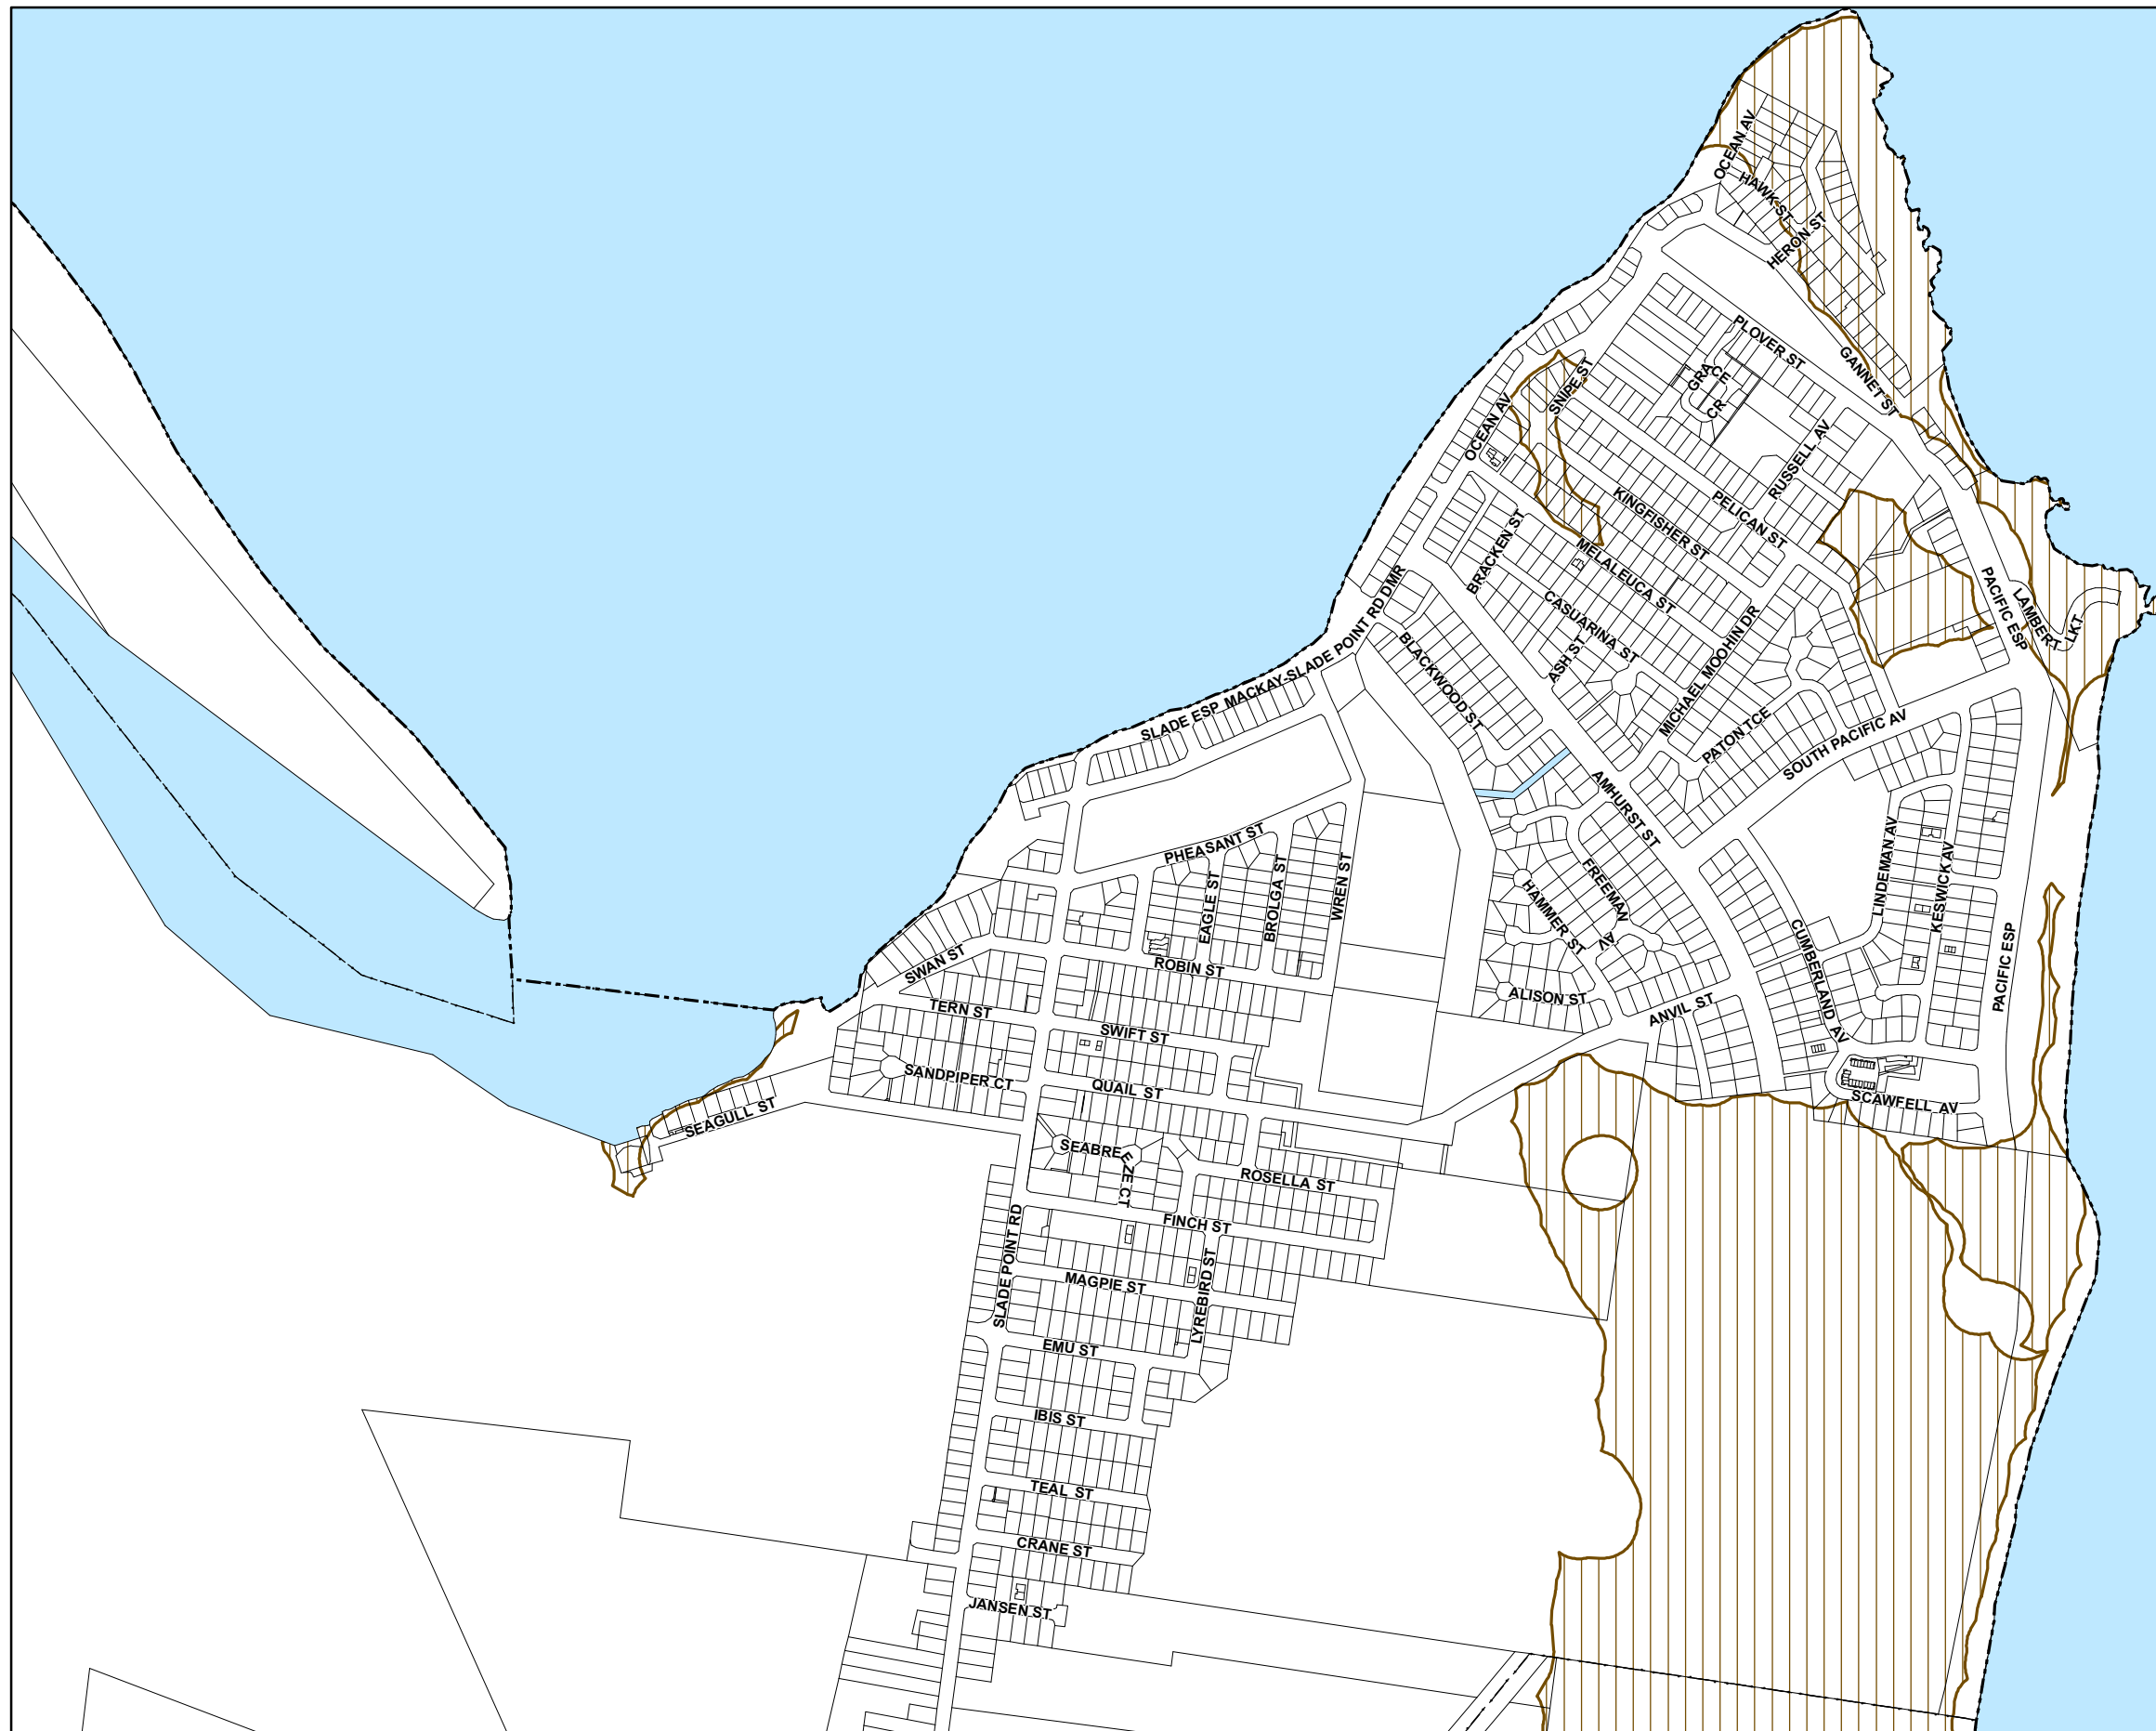 OCEAN AV
HAWK ST
HERON ST
PLOVER ST
GANNET ST
GRACE
CR
SNIPE ST
OCEAN AV
RUSSELL AV
KINGFISHER ST
PELICAN ST
BRACKEN ST
MELALEUCA ST
CASUARINA ST
ASH ST
MICHAEL MOOHIN DR
PACIFIC ESP
LAMBERT
LKT
BLACKWOOD ST
SLADE ESP MACKAY-SLADE POINT RD DMR
PATON TCE
SOUTH PACIFIC AV
AMHURST ST
PHEASANT ST
EAGLE ST
BROLGA ST
WREN ST
FREEMAN
AV
HAMMER ST
LINDEMAN AV
KESWICK AV
CUMBERLAND AV
PACIFIC ESP
SWAN ST
ROBIN ST
TERN ST
ALISON ST
ANVIL ST
SWIFT ST
SANDPIPER CT
QUAIL ST
SCAWFELL AV
SEAGULL ST
SEABRE
EZE CT
ROSELLA ST
FINCH ST
SLADE POINT RD
LYREBIRD ST
MAGPIE ST
EMU ST
IBIS ST
TEAL ST
CRANE ST
JANSEN ST